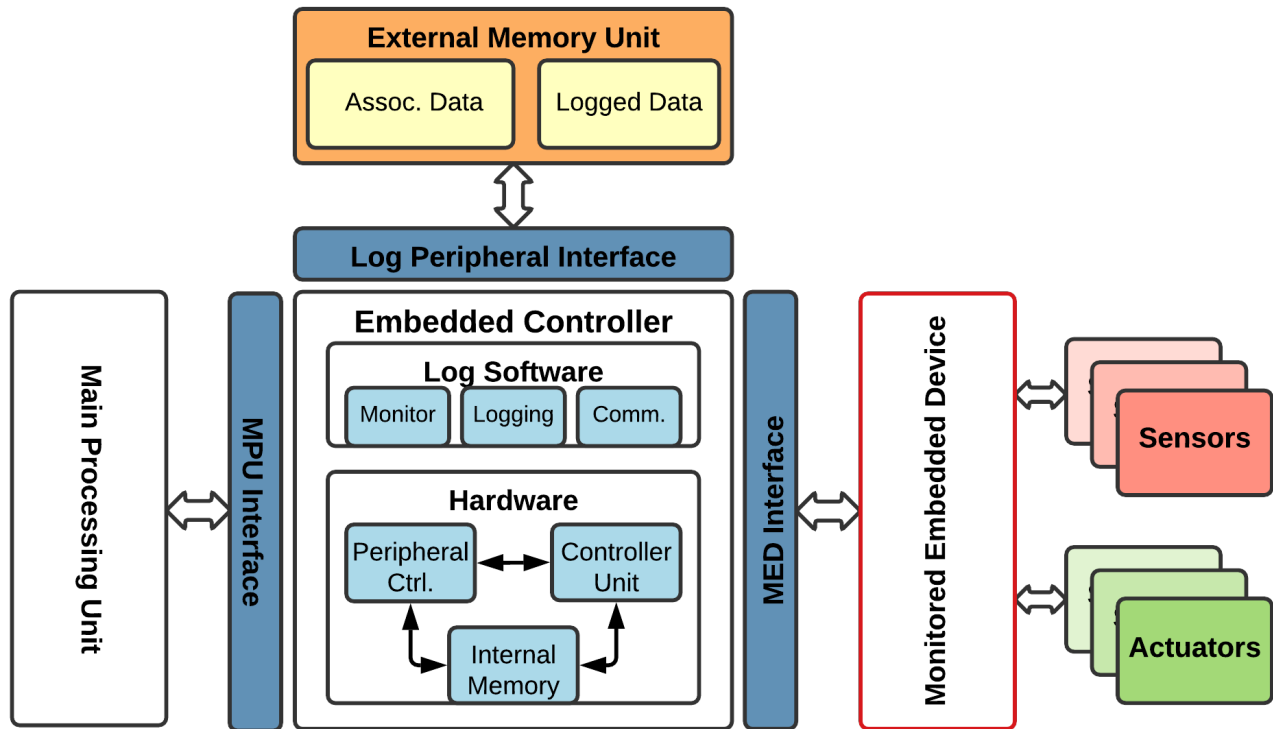 External Memory Unit
Assoc. Data
Logged Data
Log Peripheral Interface
Main Processing Unit
MPU Interface
Embedded Controller
Log Software
Monitor
Logging
Comm.
Hardware
Peripheral
Ctrl.
Controller
Unit
Internal
Memory
MED Interface
Monitored Embedded Device
Sensors
Actuators